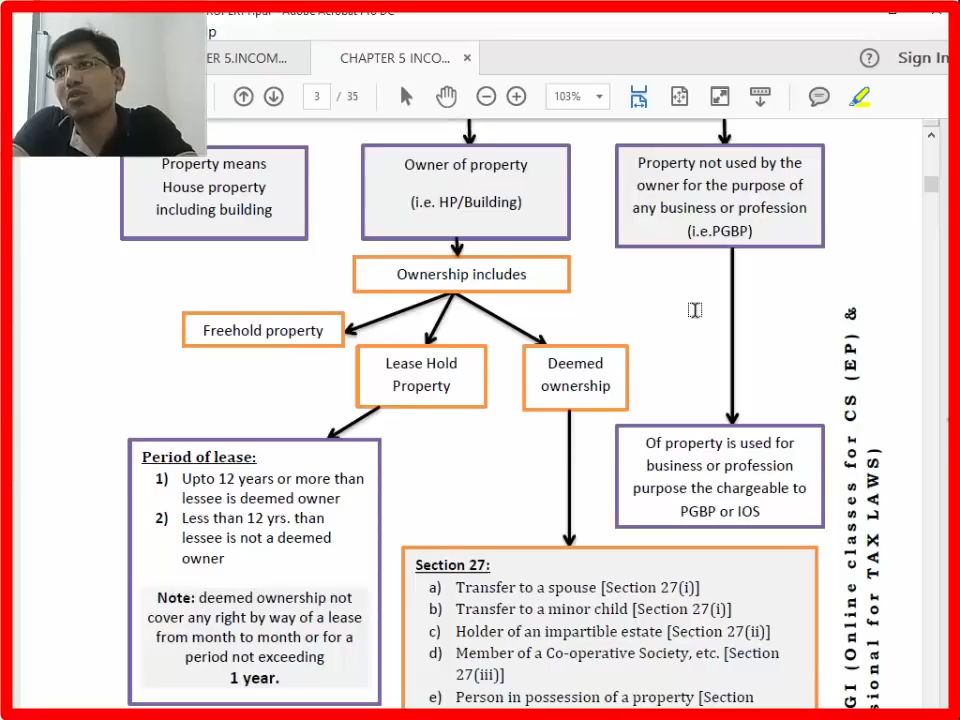 ER 5.INCOM...
CHAPTER 5 INCO...
×
?
Sign In
3 / 35
103%
Property means
House property
including building
Owner of property
(i.e. HP/Building)
Property not used by the
owner for the purpose of
any business or profession
(i.e.PGBP)
Ownership includes
Freehold property
Lease Hold
Property
Deemed
ownership
Period of lease:
1) Upto 12 years or more than
lessee is deemed owner
2) Less than 12 yrs. than
lessee is not a deemed
owner
Note: deemed ownership not
cover any right by way of a lease
from month to month or for a
period not exceeding
1 year.
Of property is used for
business or profession
purpose the chargeable to
PGBP or IOS
Section 27:
a) Transfer to a spouse [Section 27(i)]
b) Transfer to a minor child [Section 27(i)]
c) Holder of an impartible estate [Section 27(ii)]
d) Member of a Co-operative Society, etc. [Section
27(iii)]
e) Person in possession of a property [Section
GI (Online classes for CS (EP) &
sional for TAX LAWS)